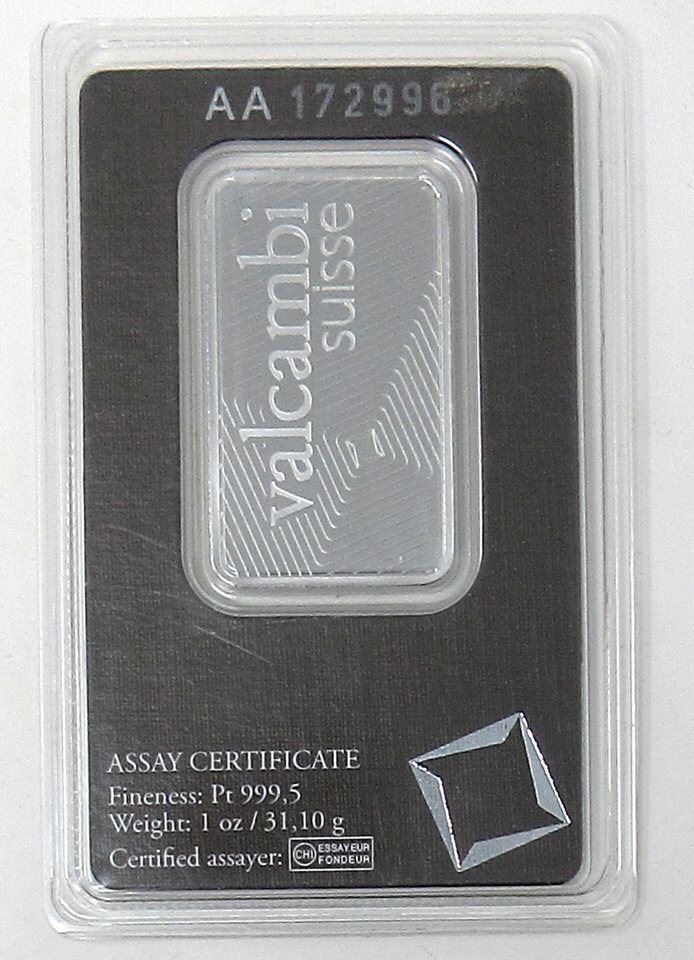 AA 172996
valcambi
suisse
ASSAY CERTIFICATE
Fineness: Pt 999,5
Weight: 1 oz / 31,10 g
Certified assayer: CHI ESSAYEUR
FONDEUR